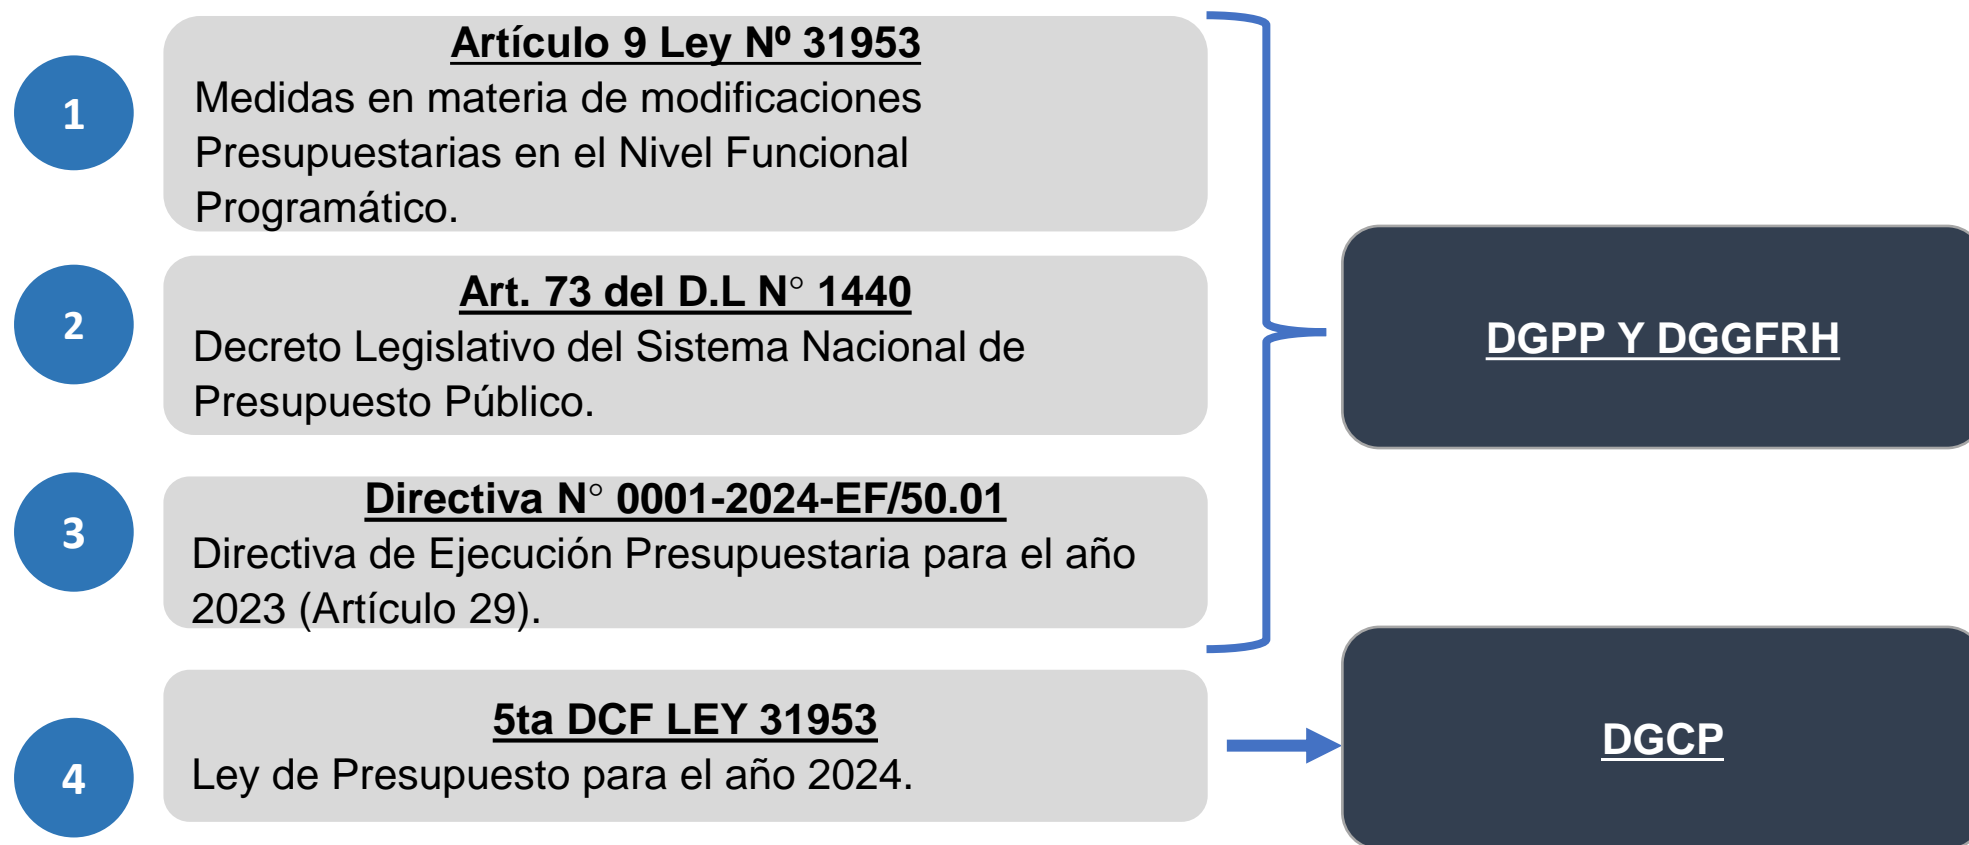 1
Artículo 9 Ley Nº 31953
Medidas en materia de modificaciones
Presupuestarias en el Nivel Funcional
Programático.
2
Art. 73 del D.L N° 1440
Decreto Legislativo del Sistema Nacional de
Presupuesto Público.
DGPP Y DGGFRH
3
Directiva N° 0001-2024-EF/50.01
Directiva de Ejecución Presupuestaria para el año
2023 (Artículo 29).
4
5ta DCF LEY 31953
Ley de Presupuesto para el año 2024.
DGCP